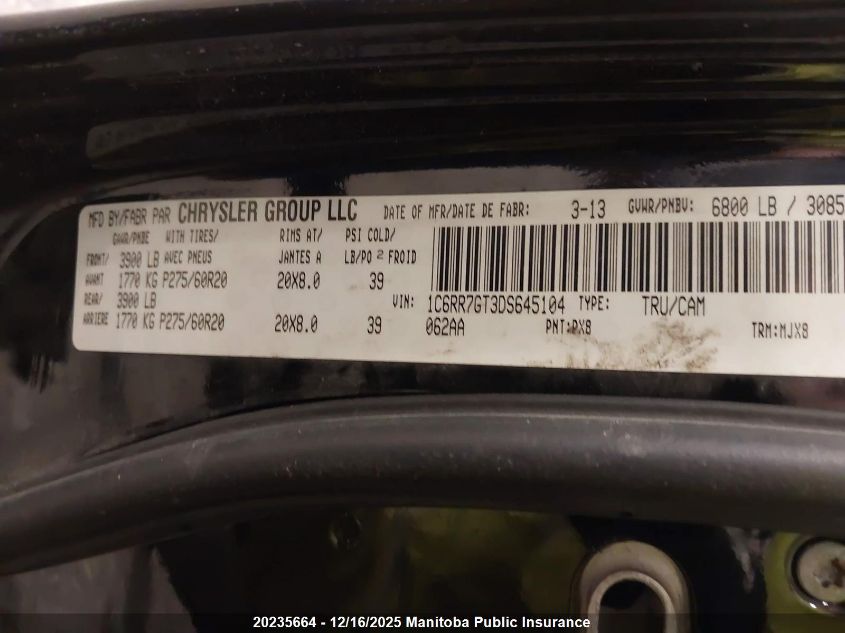 MFD BY/FABR PAR CHRYSLER GROUP LLC DATE OF MFR/DATE DE FABR: 3-13 GVWR/PNBV: 6800 LB / 3085
GAWR/PNBE WITH TIRES/ RIMS AT/ PSI COLD/
FRONT/ 3900 LB AVEC PNEUS JANTES A LB/PO 2 FROID
AVANT 1770 KG P275/60R20 20X8.0 39
REAR/ 3900 LB VIN: 1C6RR7GT3DS645104 TYPE: TRU/CAM
ARRIERE 1770 KG P275/60R20 20X8.0 39 062AA PNT:PX8 TRM:MJX8
20235664 - 12/16/2025 Manitoba Public Insurance